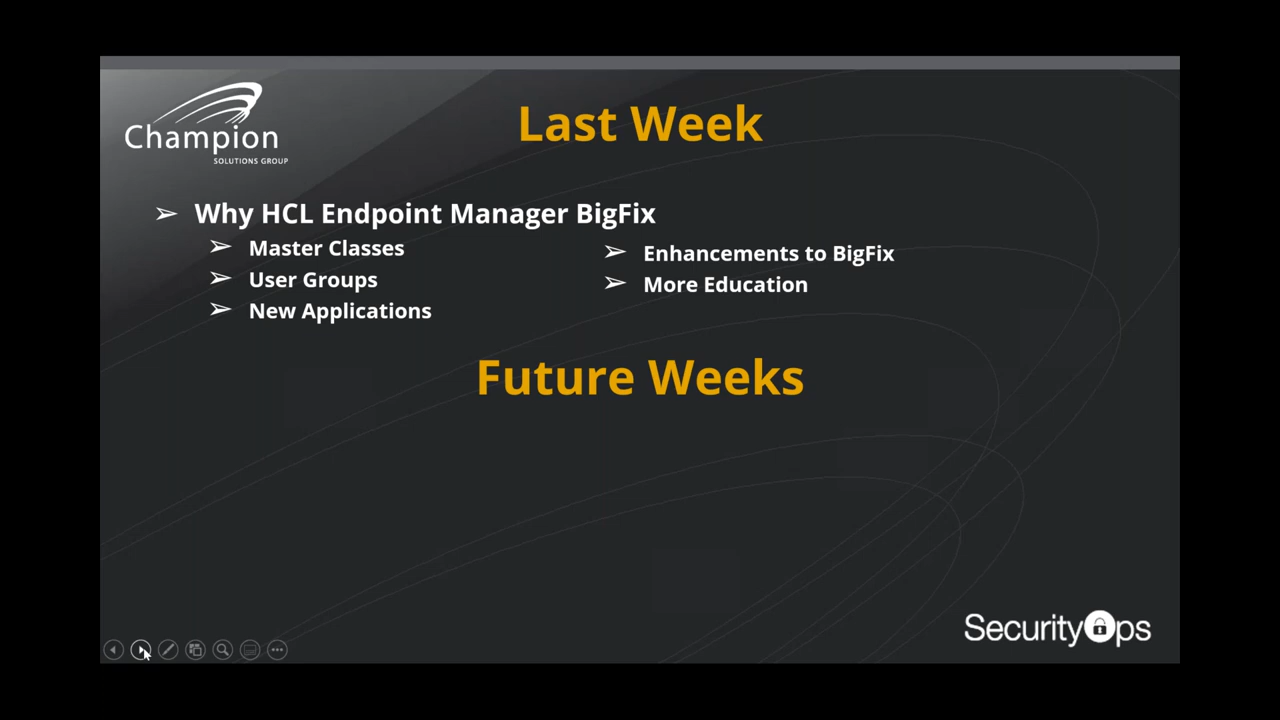 Champion
SOLUTIONS GROUP
Last Week
➢ Why HCL Endpoint Manager BigFix
➢ Master Classes
➢ User Groups
➢ New Applications
➢ Enhancements to BigFix
➢ More Education
Future Weeks
SecurityOps